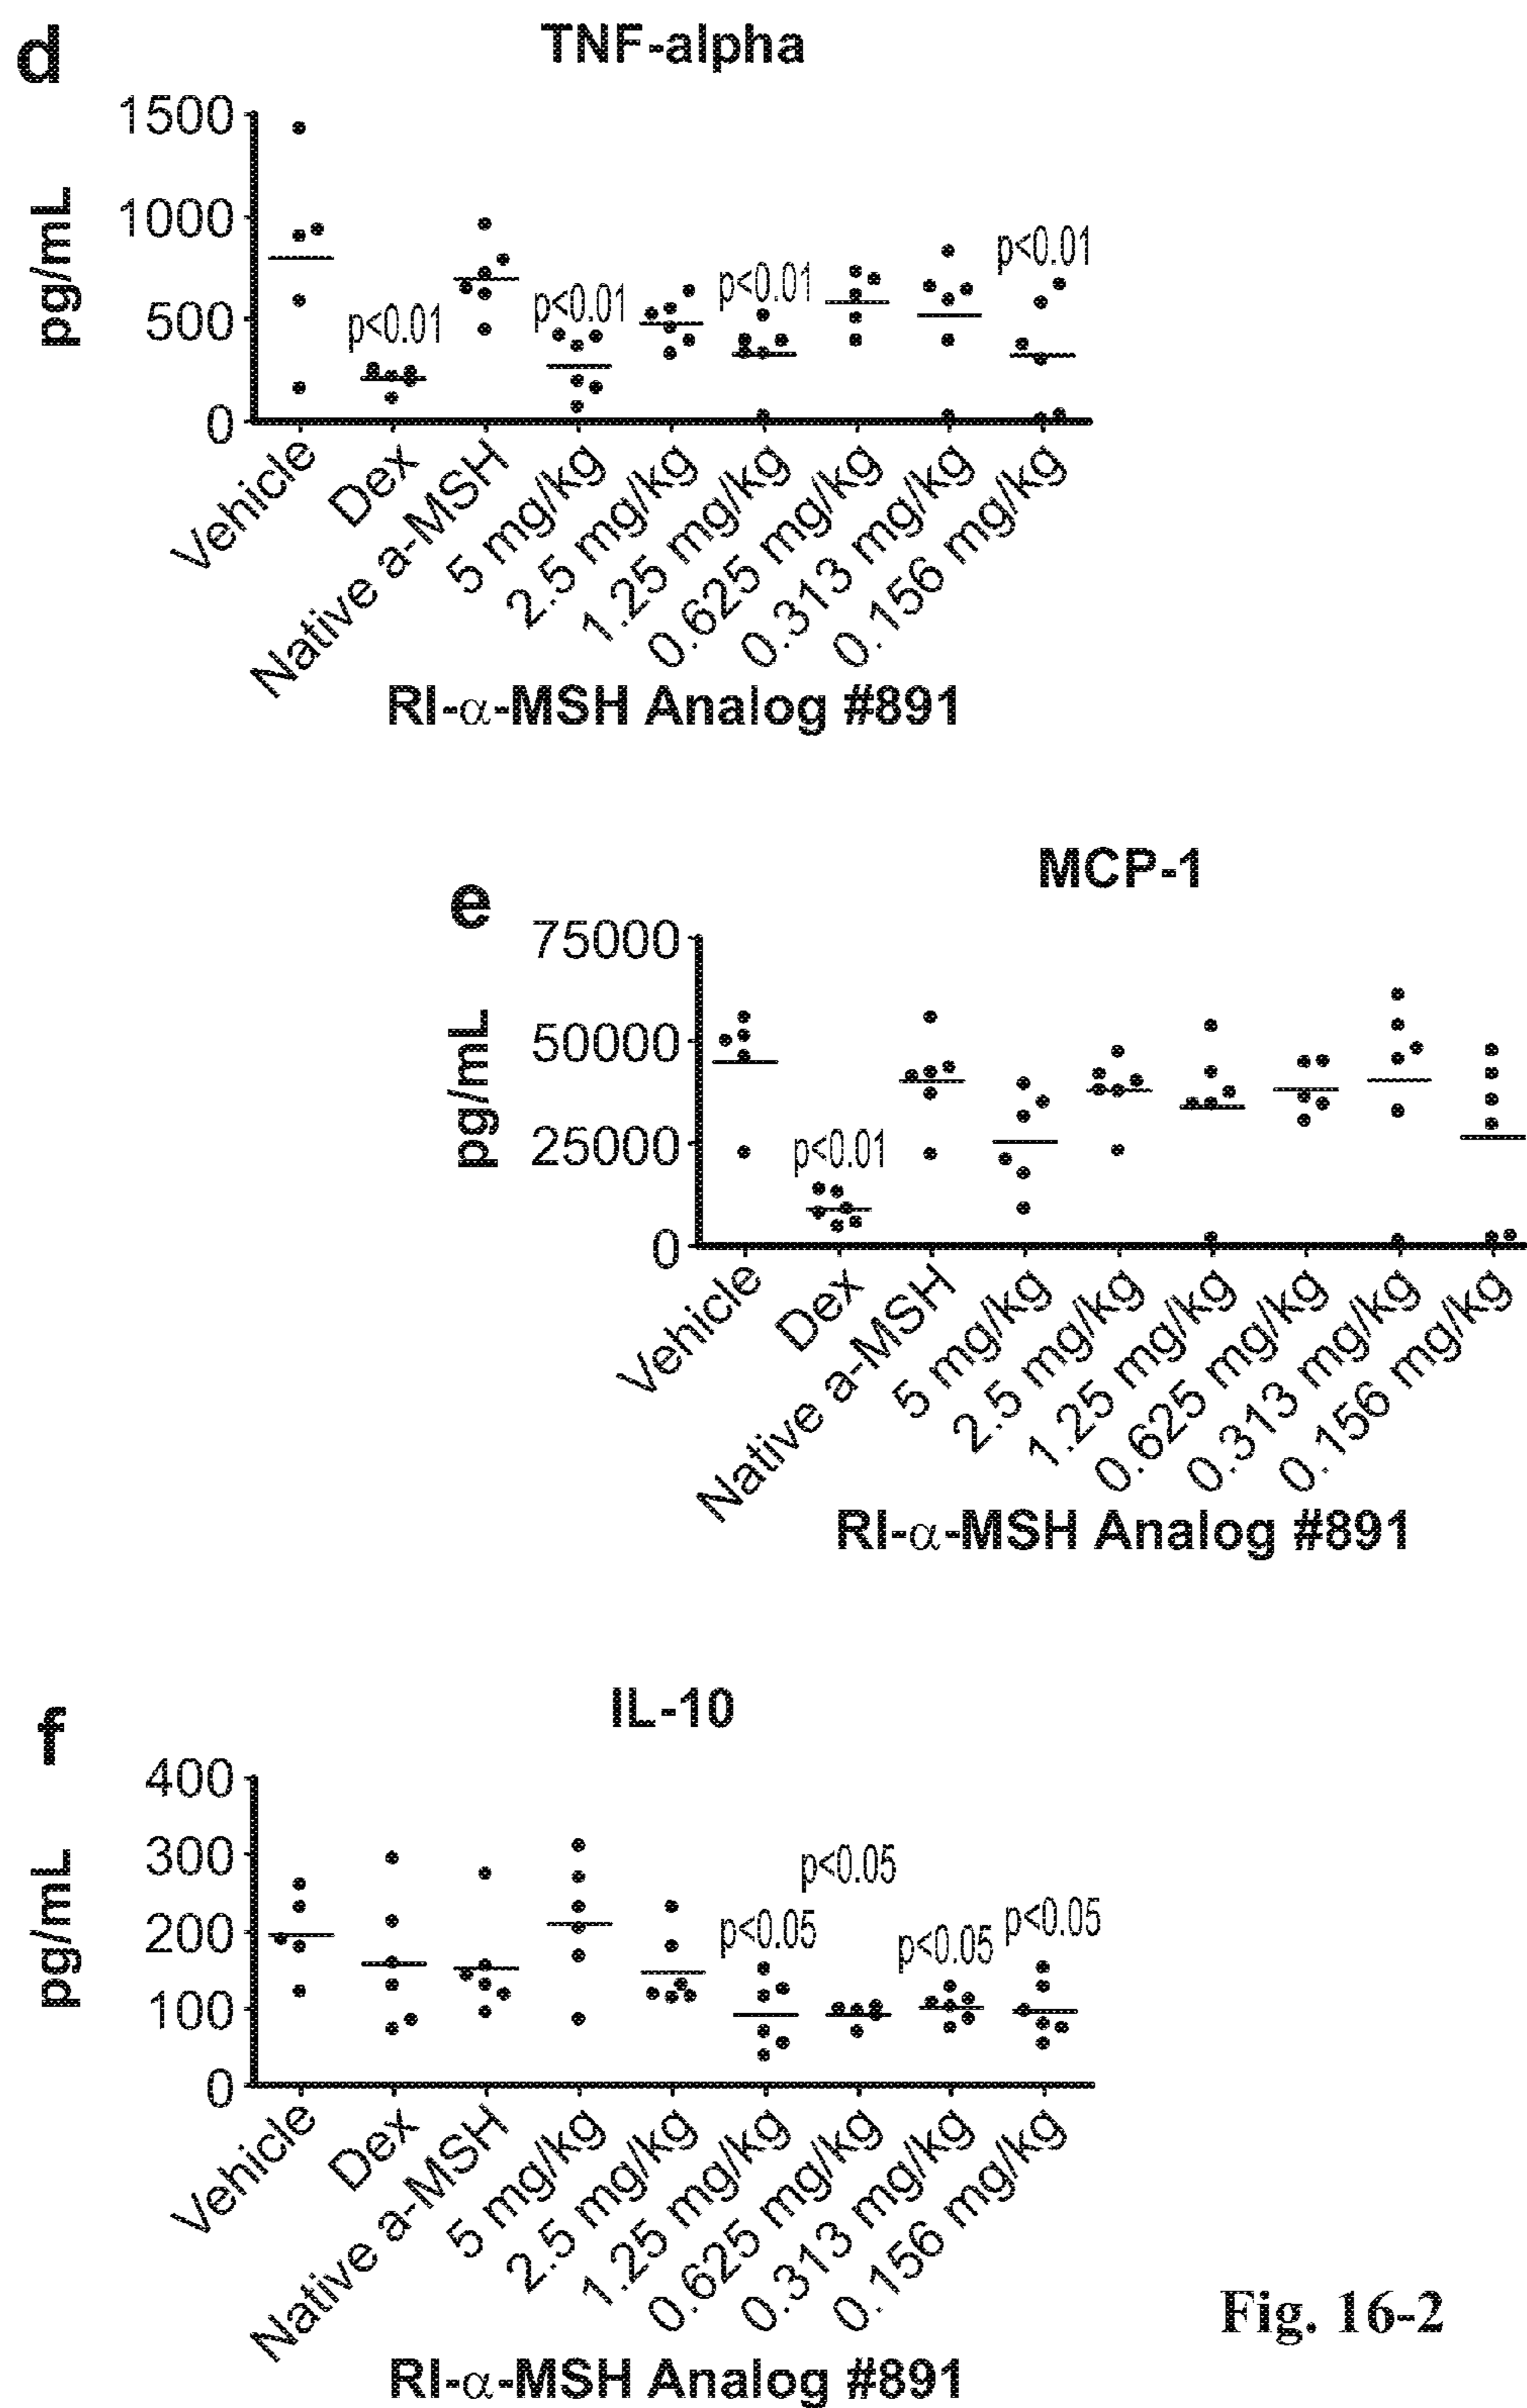 d
TNF-alpha
pg/mL
1500
1000
500
0
p<0.01
p<0.01
p<0.01
p<0.01
Vehicle
Dex
Native a-MSH
5 mg/kg
2.5 mg/kg
1.25 mg/kg
0.625 mg/kg
0.313 mg/kg
0.156 mg/kg
RI-α-MSH Analog #891
e
MCP-1
pg/mL
75000
50000
25000
0
p<0.01
Vehicle
Dex
Native a-MSH
5 mg/kg
2.5 mg/kg
1.25 mg/kg
0.625 mg/kg
0.313 mg/kg
0.156 mg/kg
RI-α-MSH Analog #891
f
IL-10
pg/mL
400
300
200
100
0
p<0.05
p<0.05
p<0.05
p<0.05
Vehicle
Dex
Native a-MSH
5 mg/kg
2.5 mg/kg
1.25 mg/kg
0.625 mg/kg
0.313 mg/kg
0.156 mg/kg
RI-α-MSH Analog #891
Fig. 16-2